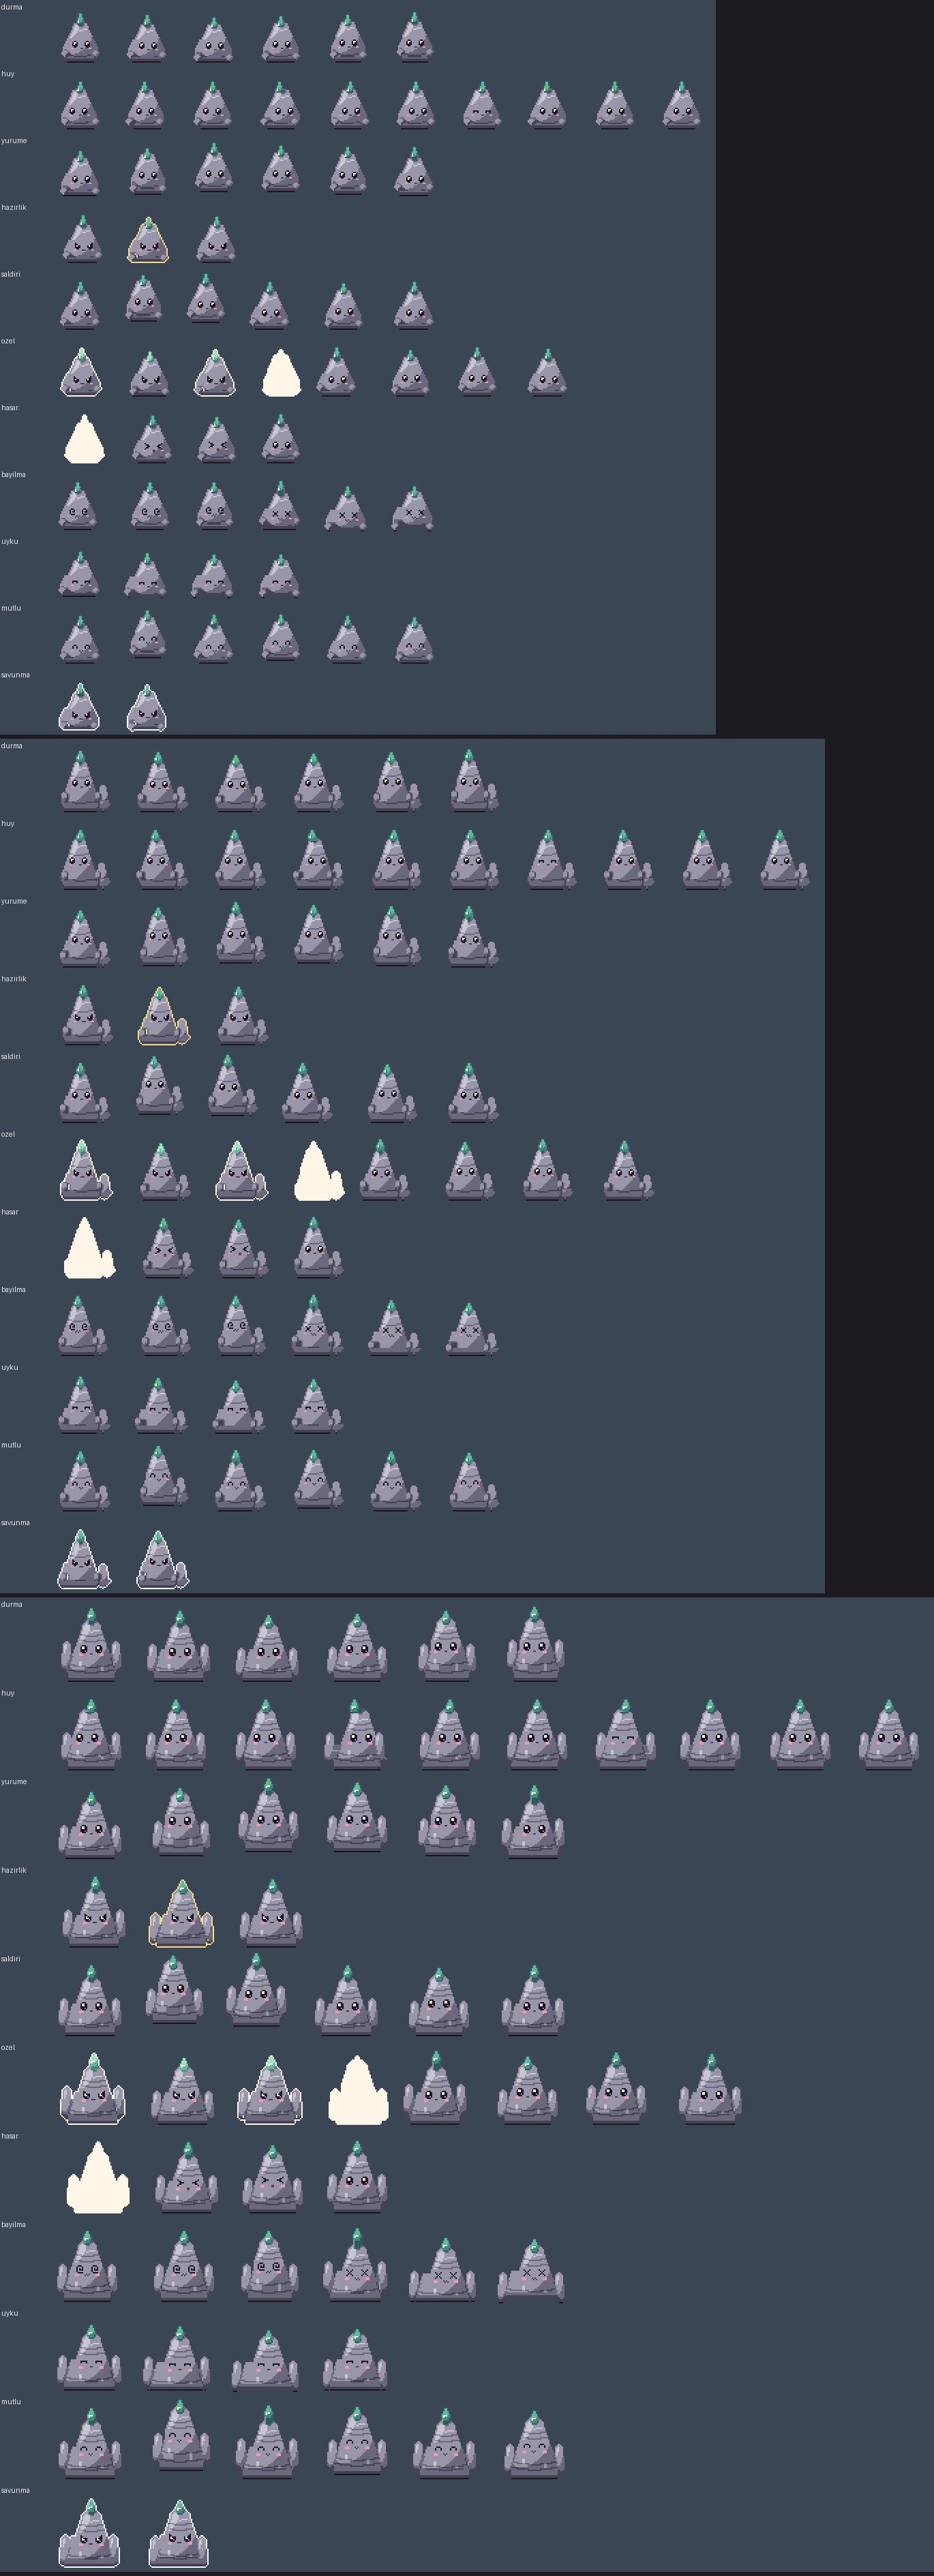 durma
huy
yurume
hazirlik
saldiri
ozel
hasar
bayilma
uyku
mutlu
savunma
durma
huy
yurume
hazirlik
saldiri
ozel
hasar
bayilma
uyku
mutlu
savunma
durma
huy
yurume
hazirlik
saldiri
ozel
hasar
bayilma
uyku
mutlu
savunma